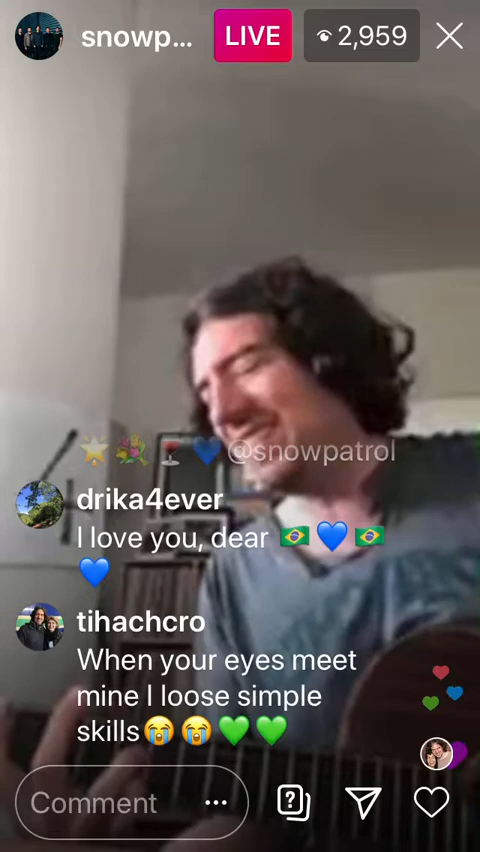 snowp...
LIVE
2,959
@snowpatrol
drika4ever
I love you, dear
tihachcro
When your eyes meet
mine I loose simple
skills
Comment